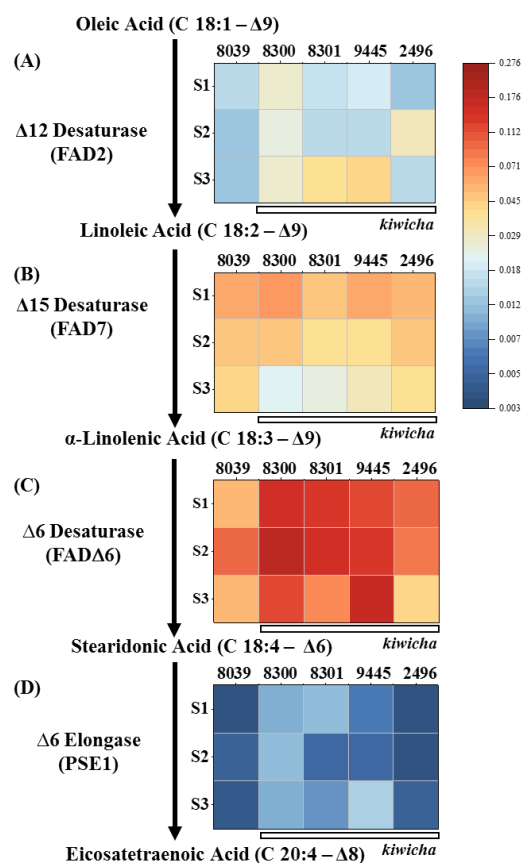 Oleic Acid (C 18:1 – Δ9)
(A)
8039 8300 8301 9445 2496
S1
S2
S3
Δ12 Desaturase
(FAD2)
kiwicha
0.276
0.176
0.112
0.071
0.045
0.029
0.018
0.012
0.007
0.005
0.003
Linoleic Acid (C 18:2 – Δ9)
(B)
8039 8300 8301 9445 2496
S1
S2
S3
Δ15 Desaturase
(FAD7)
kiwicha
α-Linolenic Acid (C 18:3 – Δ9)
(C)
8039 8300 8301 9445 2496
S1
S2
S3
Δ6 Desaturase
(FADΔ6)
kiwicha
Stearidonic Acid (C 18:4 – Δ6)
(D)
8039 8300 8301 9445 2496
S1
S2
S3
Δ6 Elongase
(PSE1)
kiwicha
Eicosatetraenoic Acid (C 20:4 – Δ8)